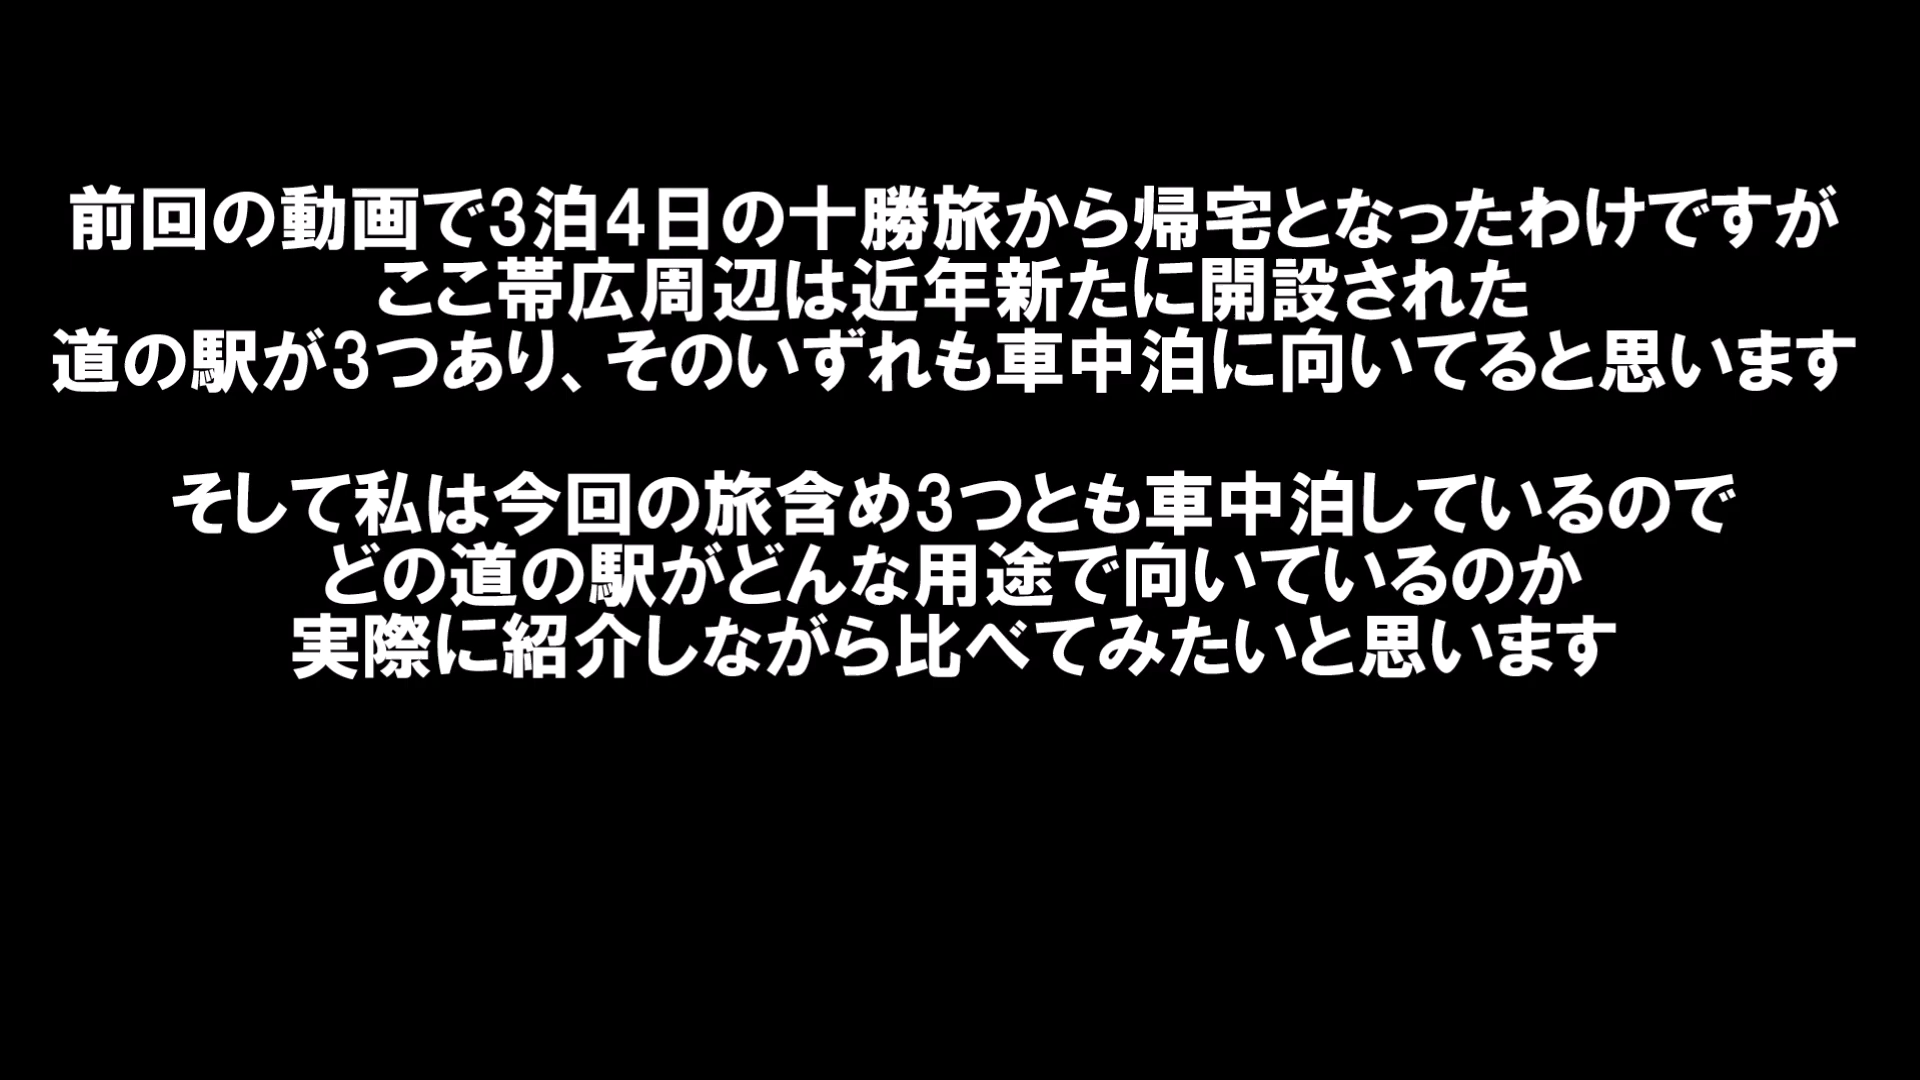 前回の動画で3泊4日の十勝旅から帰宅となったわけですが
ここ帯広周辺は近年新たに開設された
道の駅が3つあり、そのいずれも車中泊に向いてると思います
そして私は今回の旅含め3つとも車中泊しているので
どの道の駅がどんな用途で向いているのか
実際に紹介しながら比べてみたいと思います